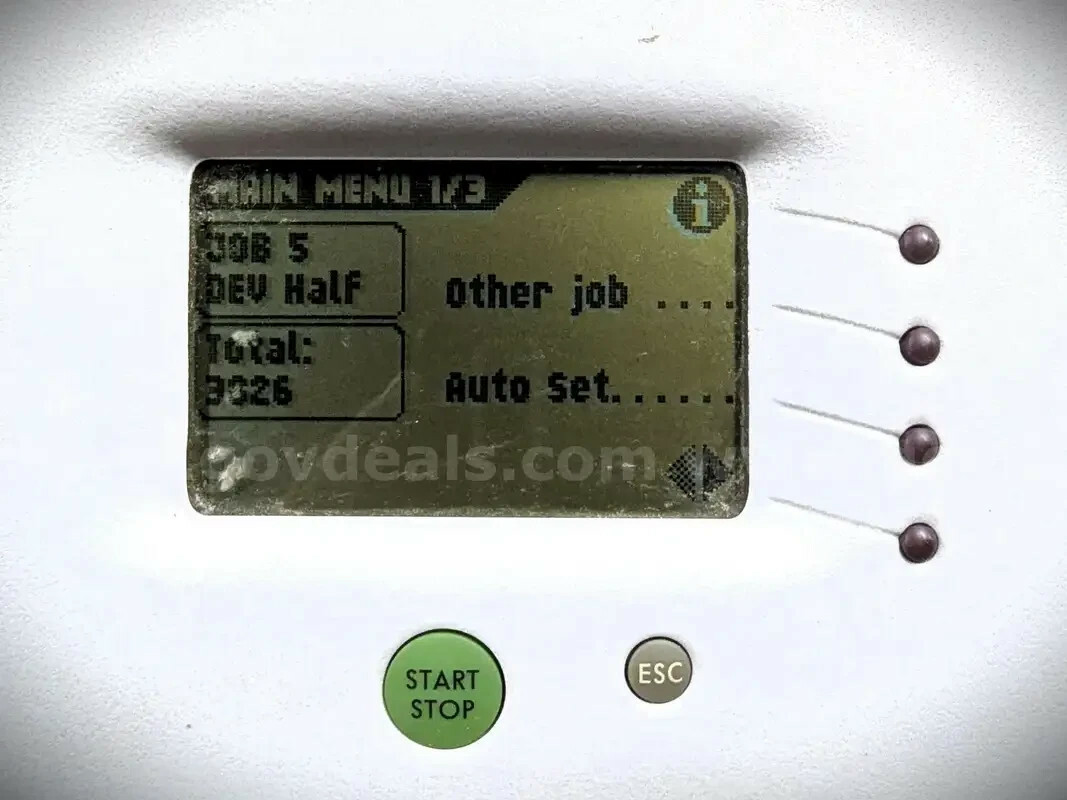 MAIN MENU 1/3
i
JOB 5
DEV Half
Other job ....
Total:
3026
Auto Set......
govdeals.com
START
STOP
ESC